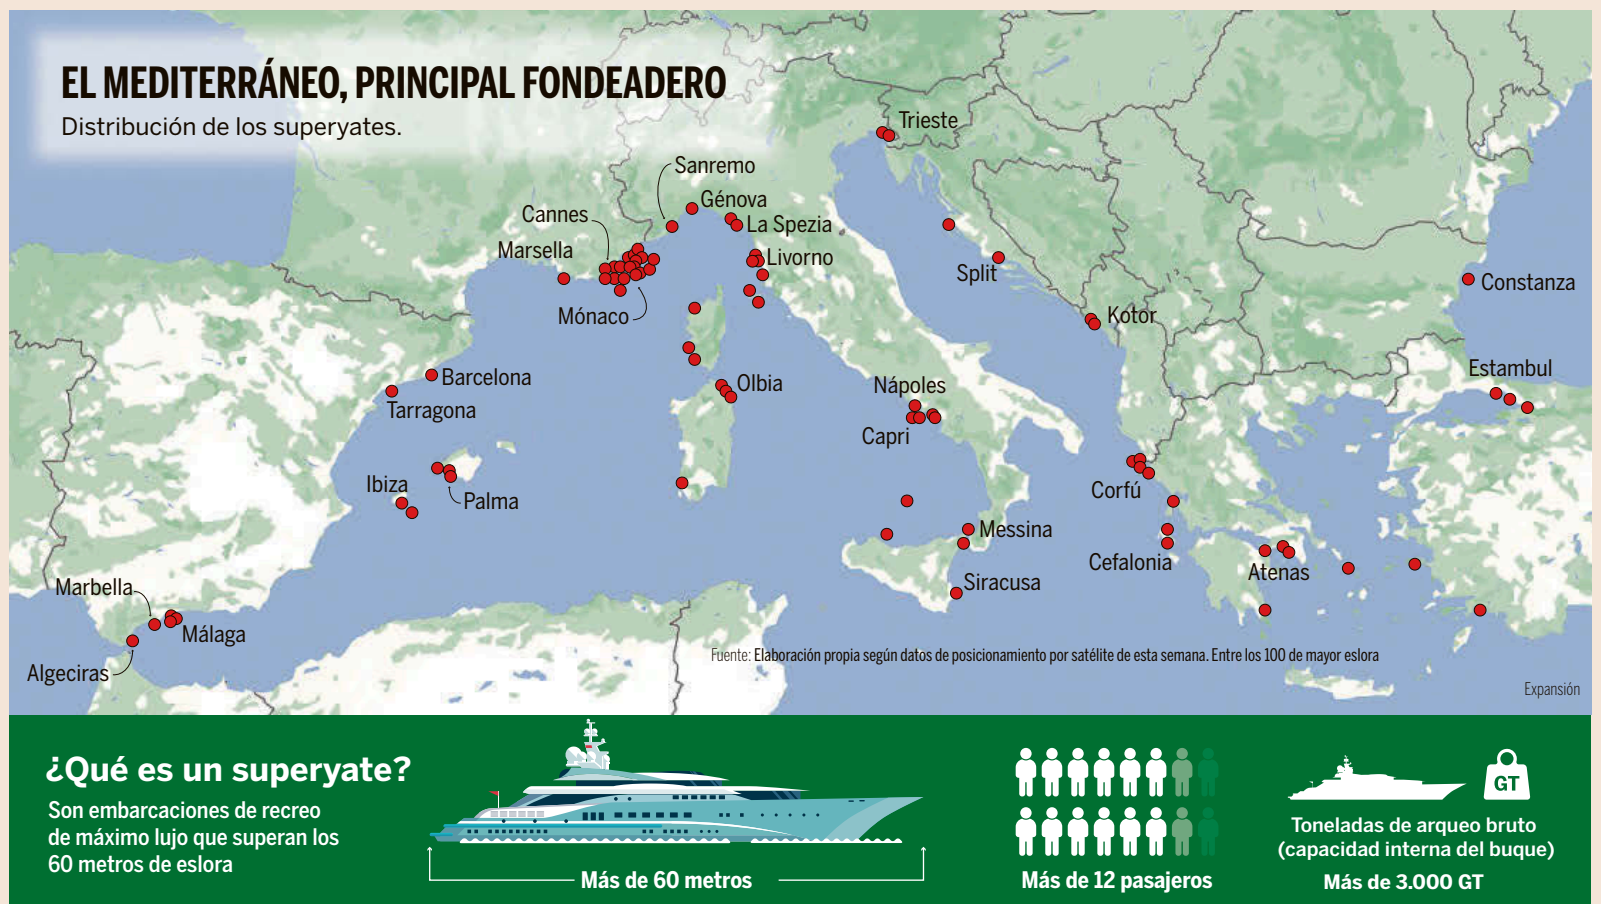 EL MEDITERRÁNEO, PRINCIPAL FONDEADERO
Distribución de los superyates.
Trieste
Sanremo
Génova
Cannes
La Spezia
Marsella
Livorno
Split
Constanza
Mónaco
Kotor
Estambul
Barcelona
Olbia
Nápoles
Tarragona
Capri
Ibiza
Palma
Corfú
Messina
Cefalonia
Atenas
Siracusa
Marbella
Málaga
Algeciras
Fuente: Elaboración propia según datos de posicionamiento por satélite de esta semana. Entre los 100 de mayor eslora
Expansión
¿Qué es un superyate?
Son embarcaciones de recreo
de máximo lujo que superan los
60 metros de eslora
Más de 60 metros
Más de 12 pasajeros
GT
Toneladas de arqueo bruto
(capacidad interna del buque)
Más de 3.000 GT